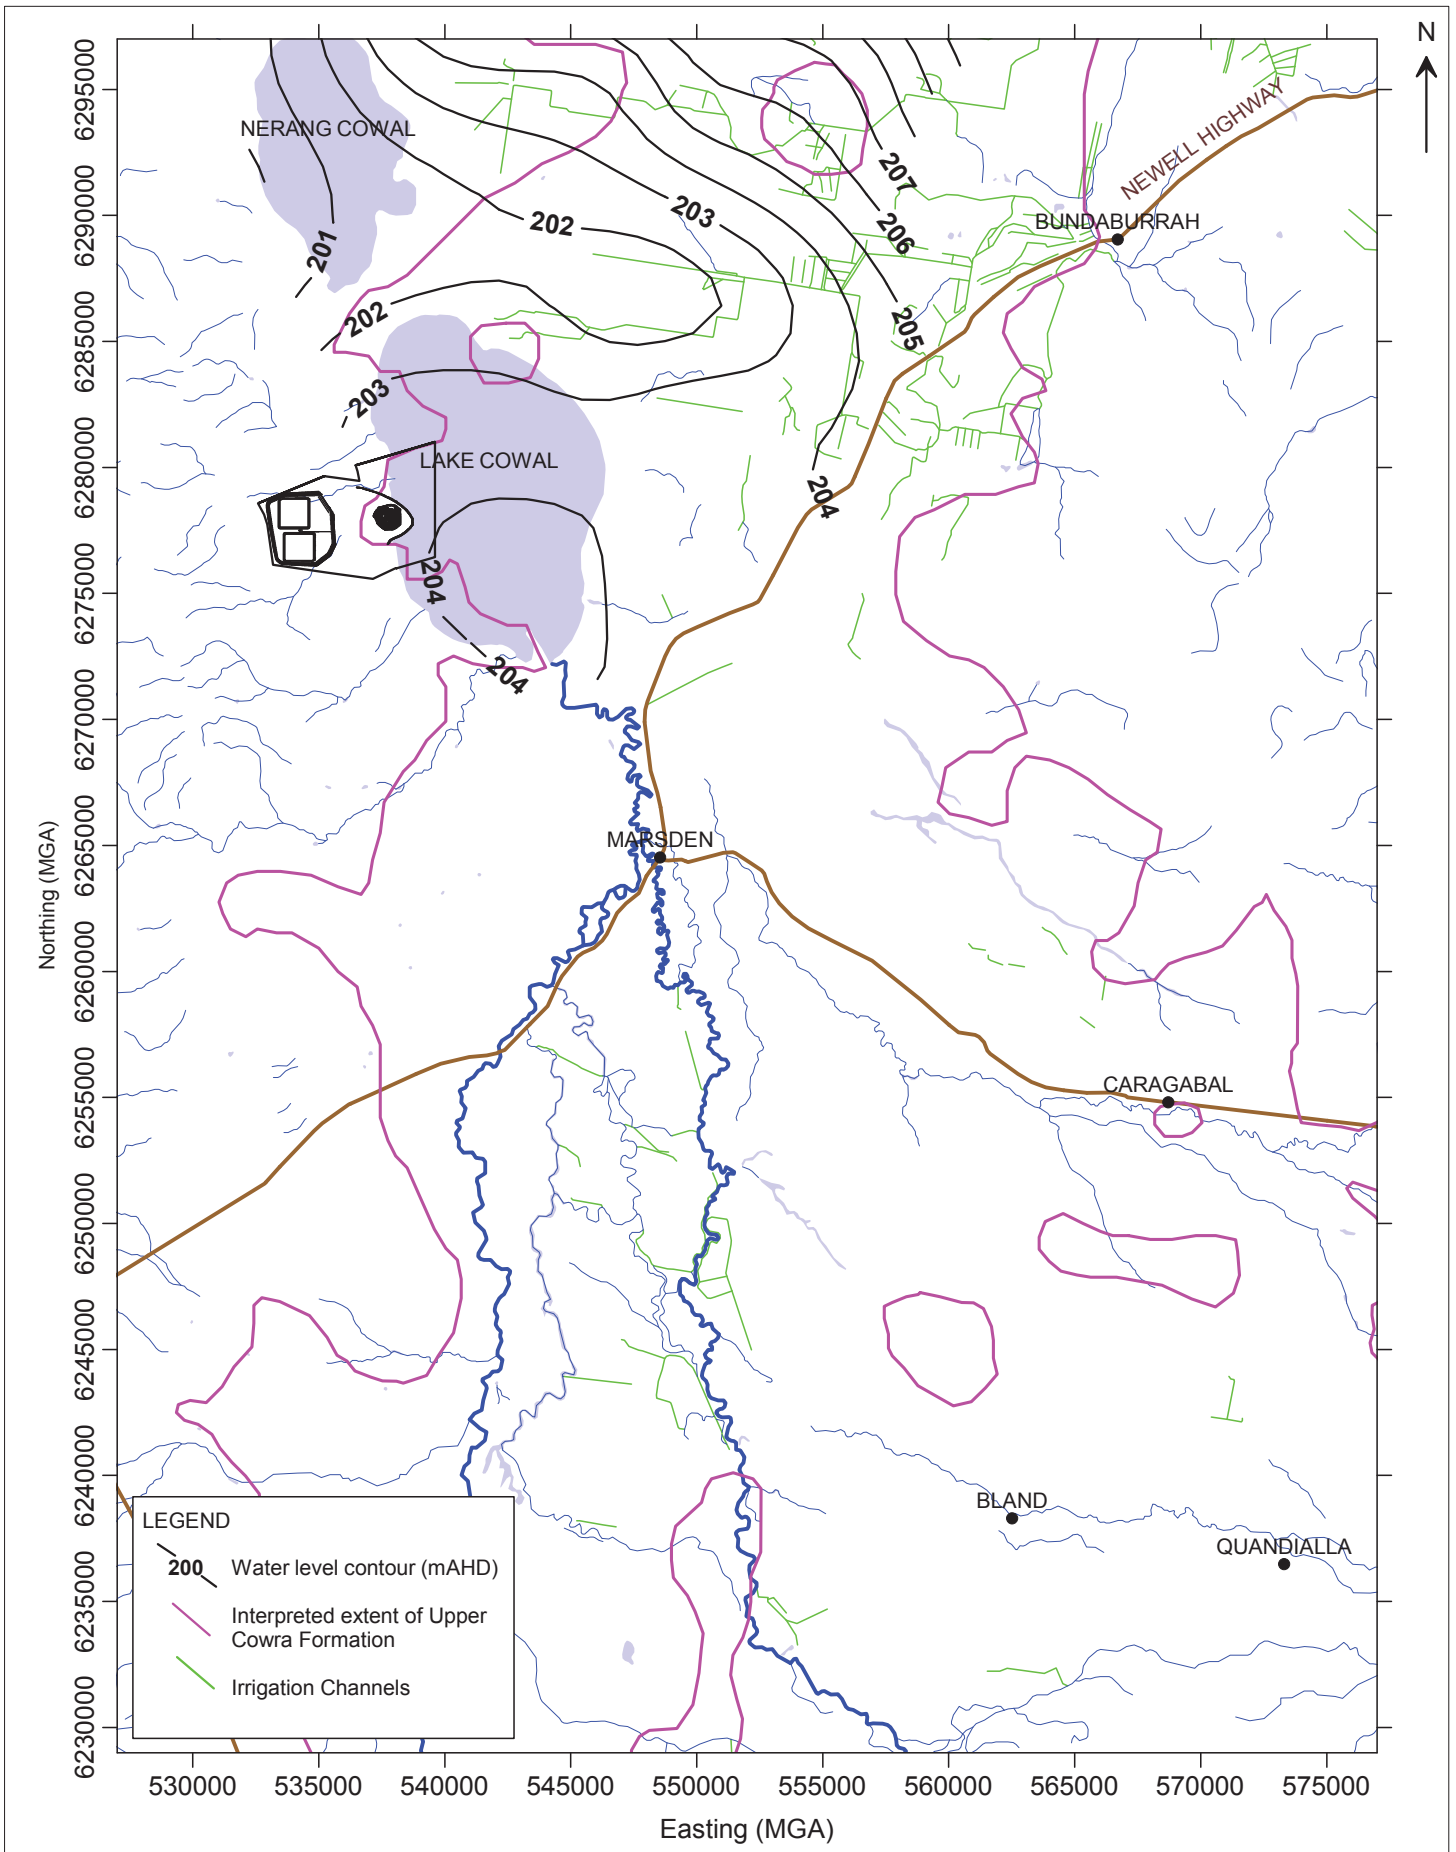 N
6295000
6290000
6285000
6280000
6275000
6270000
6265000
6260000
6255000
6250000
6245000
6240000
6235000
6230000
Northing (MGA)
NERANG COWAL
NEWELL HIGHWAY
BUNDABURRAH
207
206
205
204
203
202
201
202
203
LAKE COWAL
204
204
MARSDEN
CARAGABAL
BLAND
QUANDIALLA
LEGEND
200 Water level contour (mAHD)
Interpreted extent of Upper
Cowra Formation
Irrigation Channels
530000 535000 540000 545000 550000 555000 560000 565000 570000 575000
Easting (MGA)